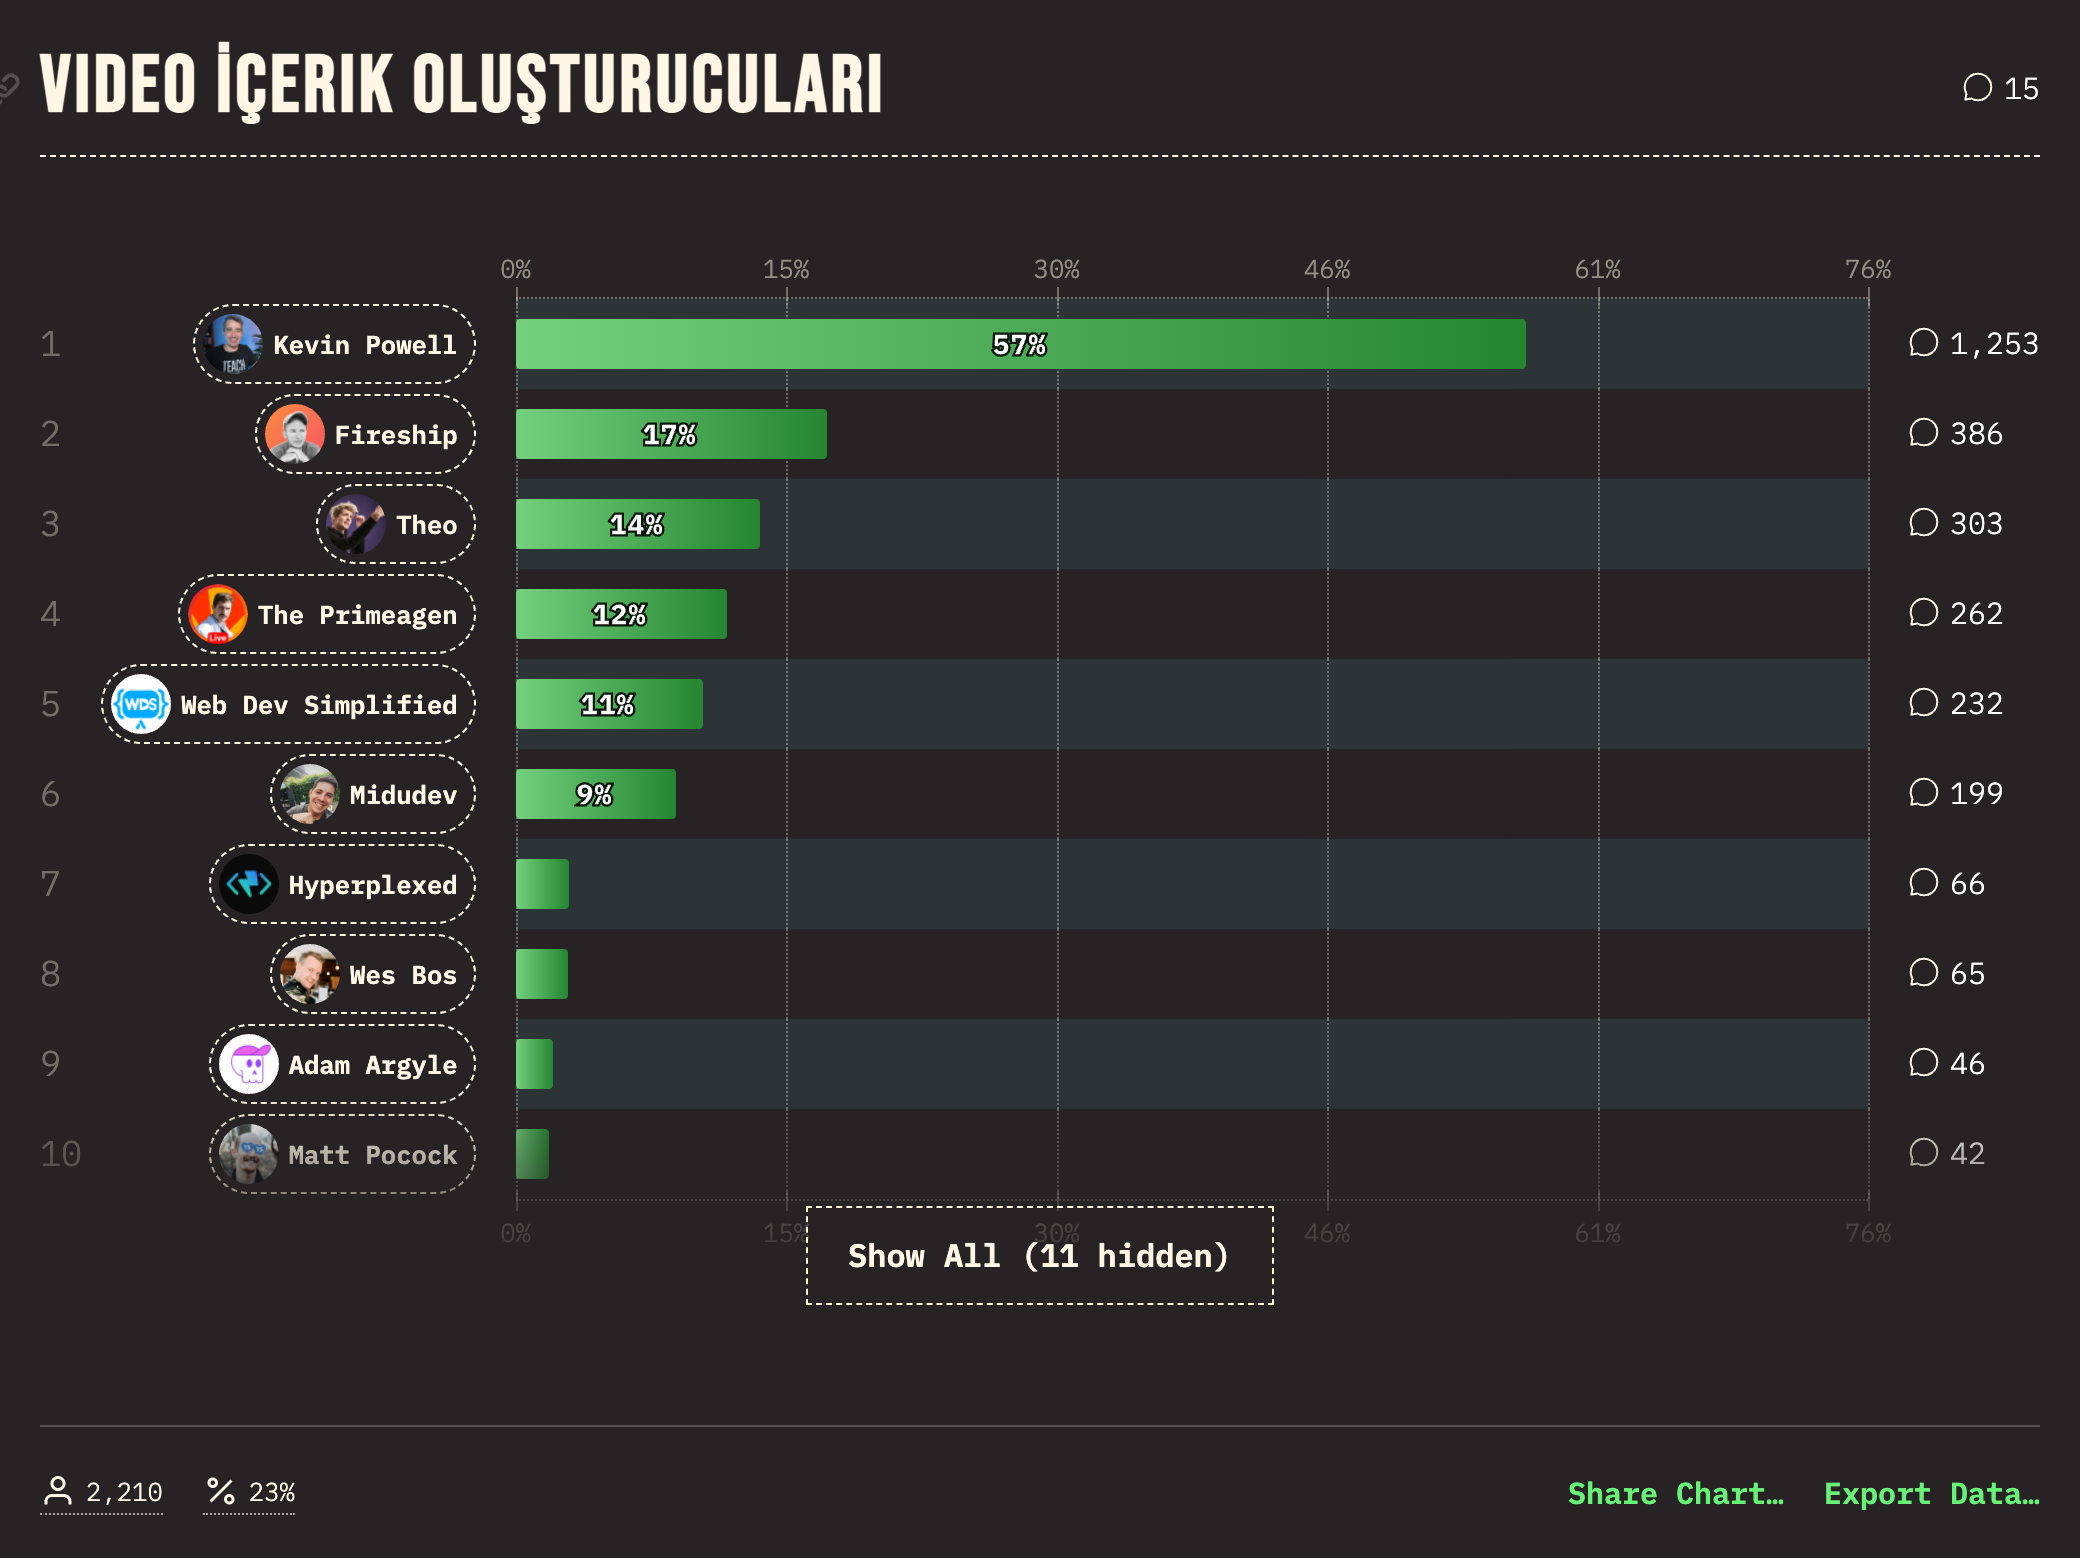 VIDEO İÇERIK OLUŞTURUCULARI
15
0% 15% 30% 46% 61% 76%
1 Kevin Powell 57% 1,253
2 Fireship 17% 386
3 Theo 14% 303
4 The Primeagen 12% 262
5 WDS Web Dev Simplified 11% 232
6 Midudev 9% 199
7 Hyperplexed 66
8 Wes Bos 65
9 Adam Argyle 46
10 Matt Pocock 42
0% 15% 30% 46% 61% 76%
Show All (11 hidden)
2,210 23% Share Chart… Export Data…